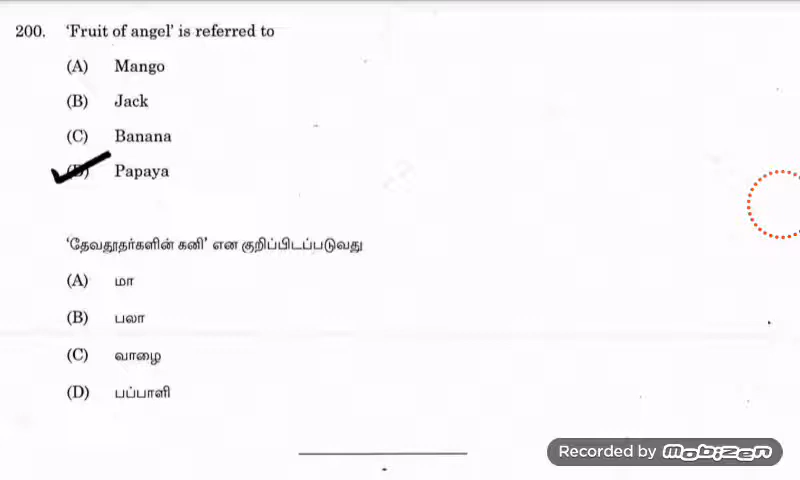 200. 'Fruit of angel' is referred to
(A) Mango
(B) Jack
(C) Banana
(D) Papaya
'தேவதூதர்களின் கனி' என குறிப்பிடப்படுவது
(A) மா
(B) பலா
(C) வாழை
(D) பப்பாளி
Recorded by mobizen